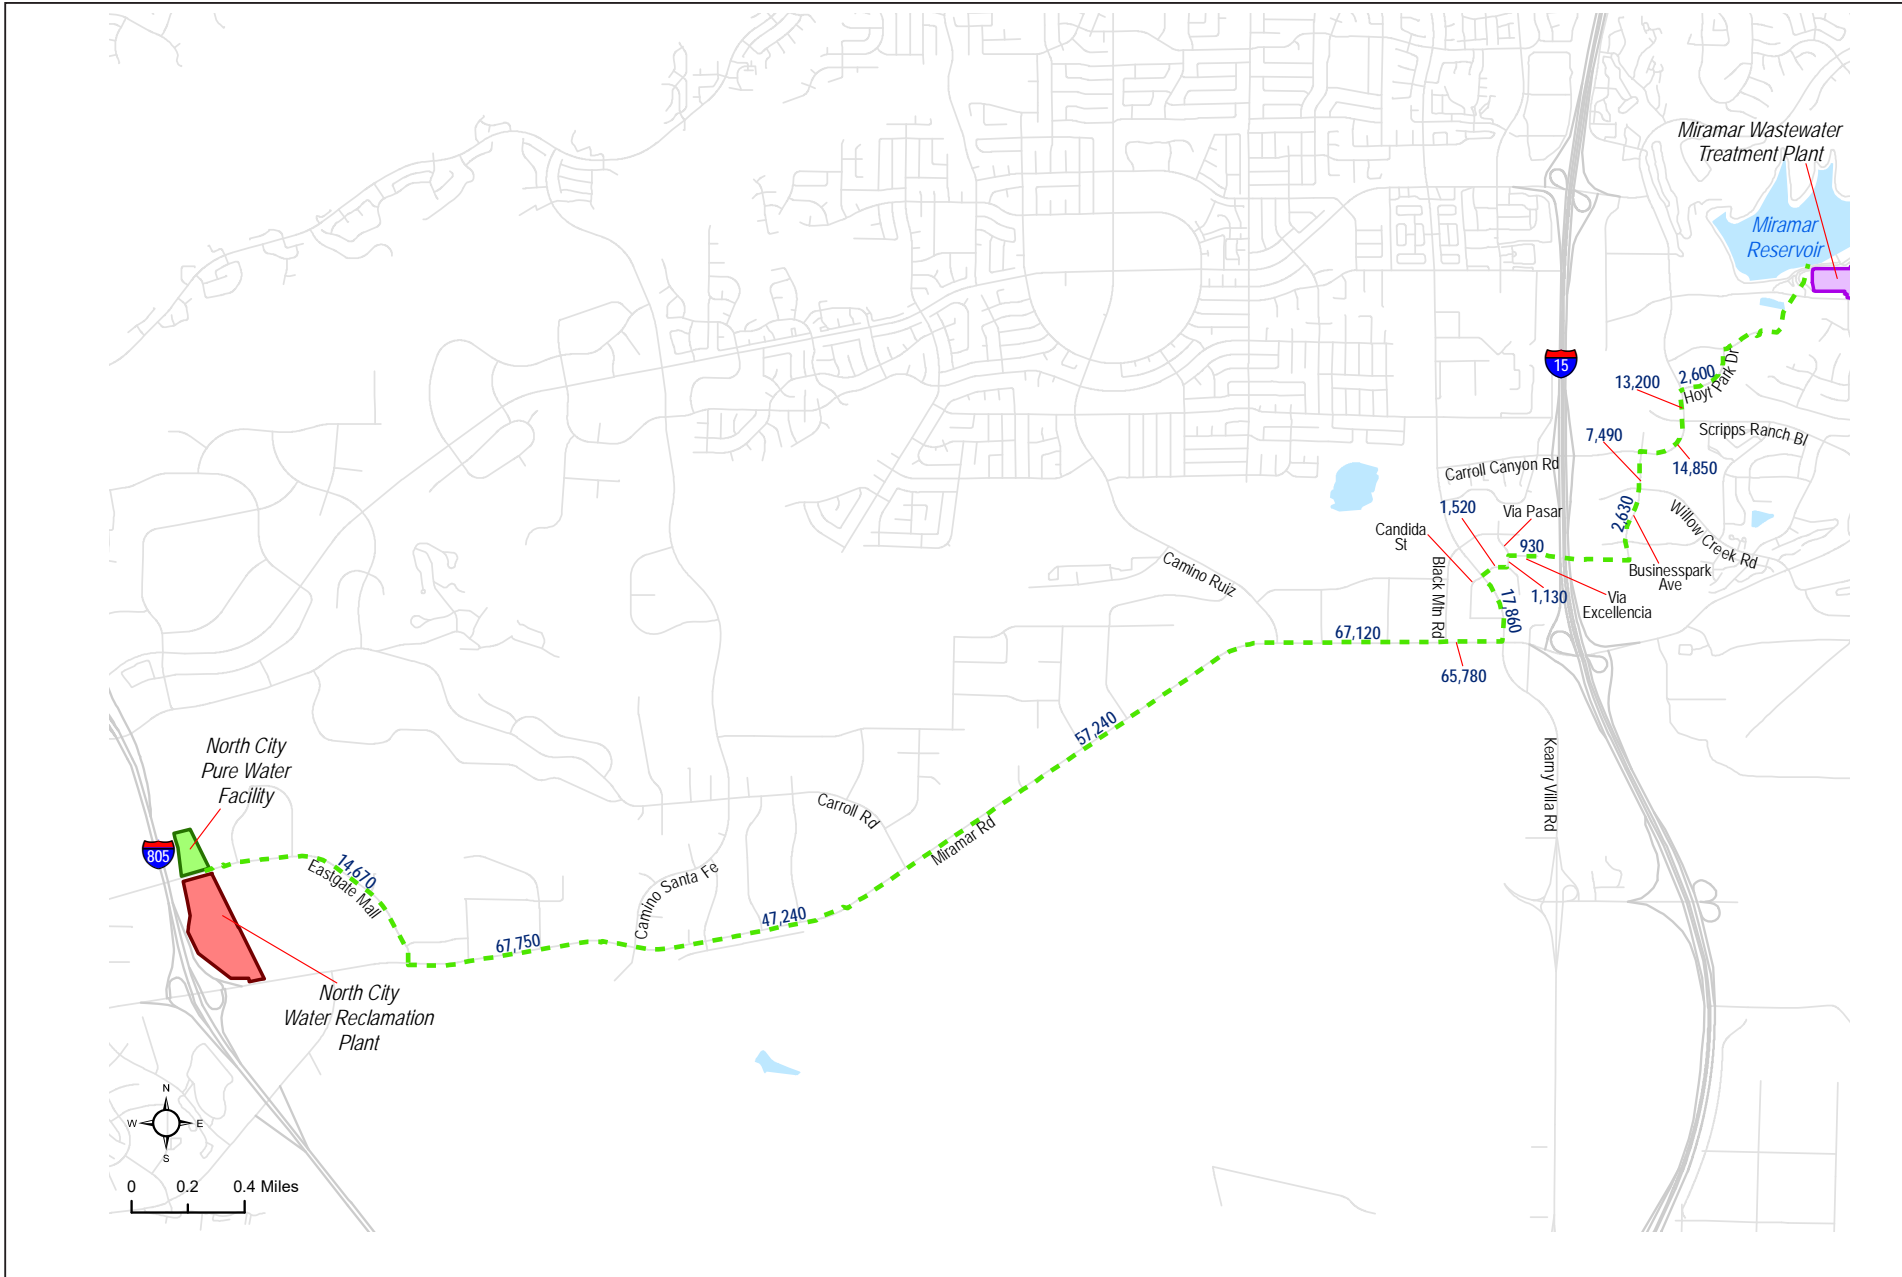 Miramar Wastewater
Treatment Plant
Miramar
Reservoir
15
13,200
2,600
Hoyt Park Dr
7,490
Scripps Ranch Bl
14,850
Carroll Canyon Rd
1,520
Via Pasar
2,630
Willow Creek Rd
Candida
St
930
Camino Ruiz
Black Mtn Rd
Businesspark
Ave
17,860
1,130
Via
Excellencia
67,120
65,780
57,240
Kearny Villa Rd
North City
Pure Water
Facility
Carroll Rd
Miramar Rd
805
14,670
Eastgate Mall
Camino Santa Fe
47,240
67,750
North City
Water Reclamation
Plant
N
W
E
S
0 0.2 0.4 Miles